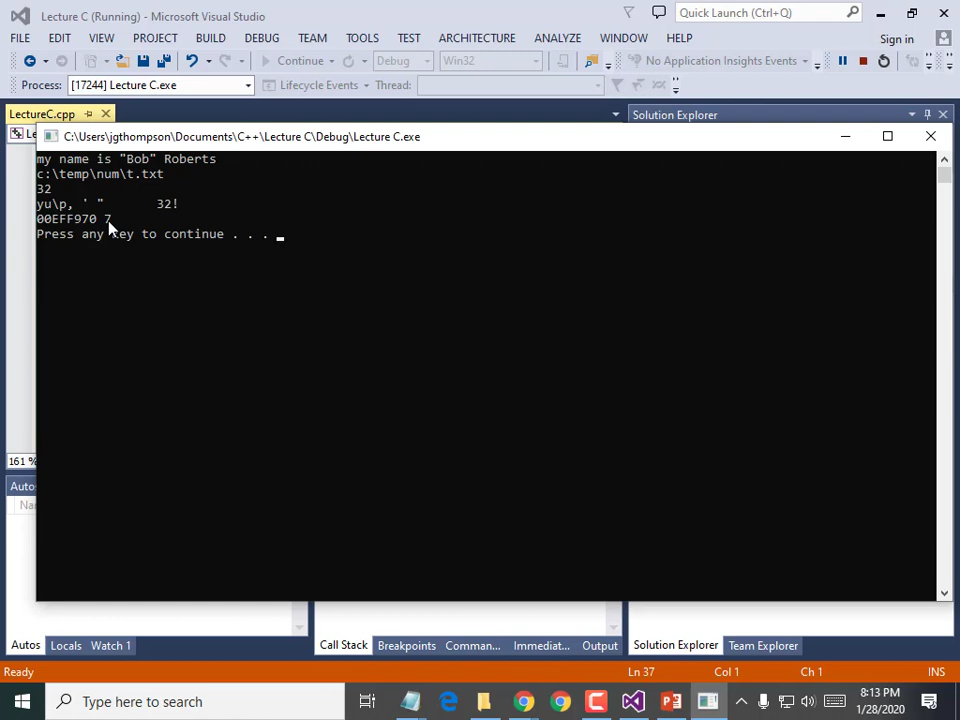 Lecture C (Running) - Microsoft Visual Studio
Quick Launch (Ctrl+Q)
FILE EDIT VIEW PROJECT BUILD DEBUG TEAM TOOLS TEST ARCHITECTURE ANALYZE WINDOW HELP
Sign in
Continue Debug Win32 No Application Insights Events
Process: [17244] Lecture C.exe Lifecycle Events Thread:
LectureC.cpp
Solution Explorer
Le
C:\Users\jgthompson\Documents\C++\Lecture C\Debug\Lecture C.exe
my name is "Bob" Roberts
c:\temp\num\t.txt
32
yu\p, ' " 32!
00EFF970 7
Press any key to continue . . .
161 %
Autos
Na
Autos Locals Watch 1
Call Stack Breakpoints Comman... Immediat... Output
Solution Explorer Team Explorer
Ready Ln 37 Col 1 Ch 1 INS
Type here to search
8:13 PM
1/28/2020